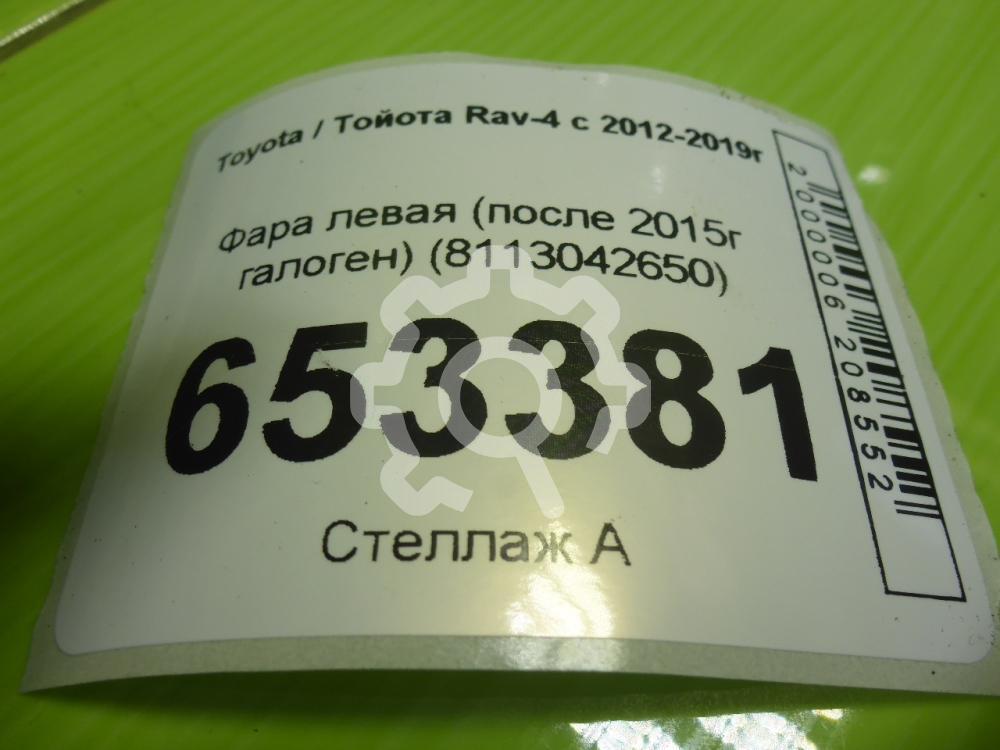 Toyota / Тойота Rav-4 с 2012-2019г
Фара левая (после 2015г
галоген) (8113042650)
653381
Стеллаж А
2000006208552